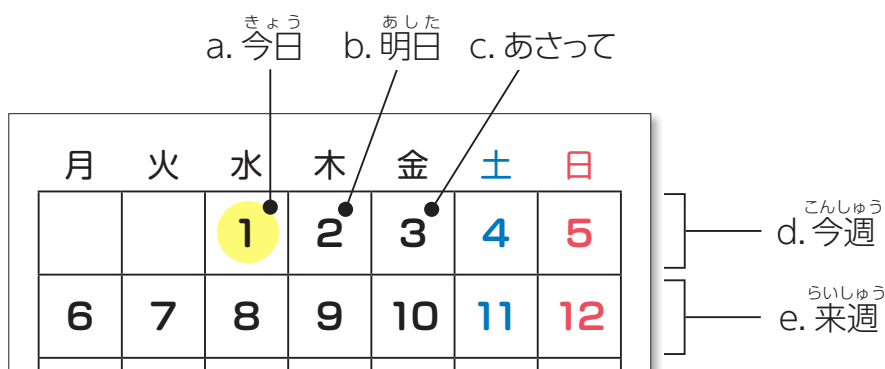 きょう あした
a. 今日 b. 明日 c. あさって
月 火 水 木 金 土 日
こんしゅう
1 2 3 4 5 d. 今週
らいしゅう
6 7 8 9 10 11 12 e. 来週